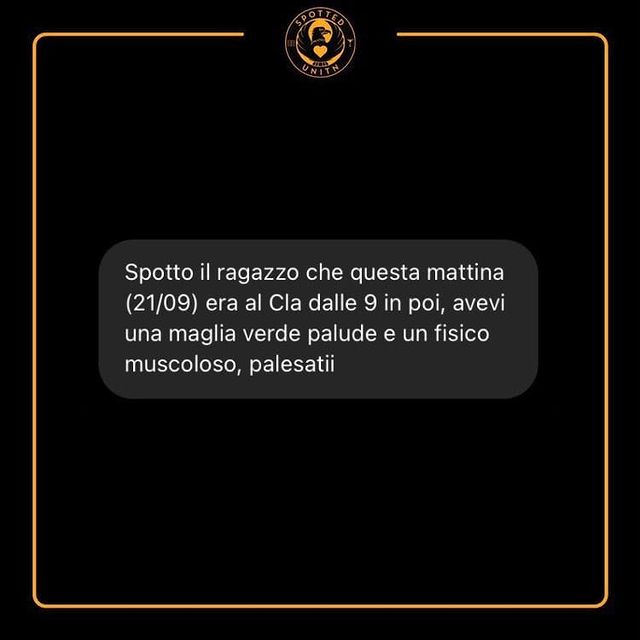 SPOTTED
UNITN
Spotto il ragazzo che questa mattina
(21/09) era al Cla dalle 9 in poi, avevi
una maglia verde palude e un fisico
muscoloso, palesatii